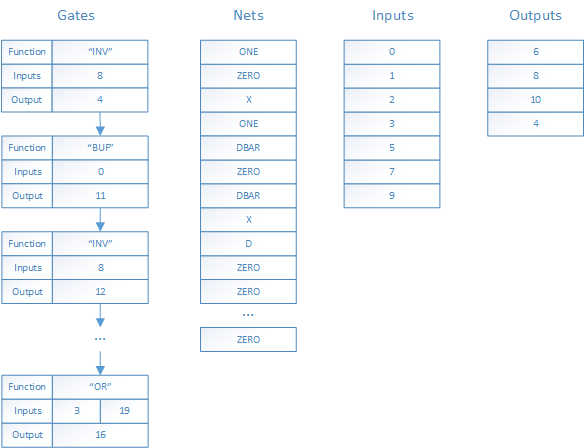 Gates
Function "INV"
Inputs 8
Output 4
Function "BUF"
Inputs 0
Output 11
Function "INV"
Inputs 8
Output 12
...
Function "OR"
Inputs 3 19
Output 16
Nets
ONE
ZERO
X
ONE
DBAR
ZERO
DBAR
X
D
ZERO
ZERO
...
ZERO
Inputs
0
1
2
3
5
7
9
Outputs
6
8
10
4